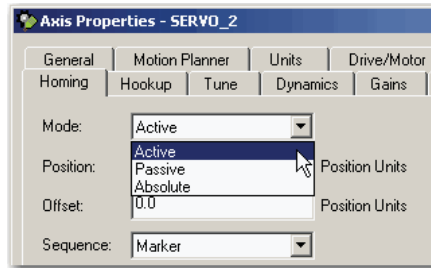 Axis Properties - SERVO_2
General Motion Planner Units Drive/Motor
Homing Hookup Tune Dynamics Gains
Mode: Active
Active
Position: Passive Position Units
Absolute
Offset: 0.0 Position Units
Sequence: Marker